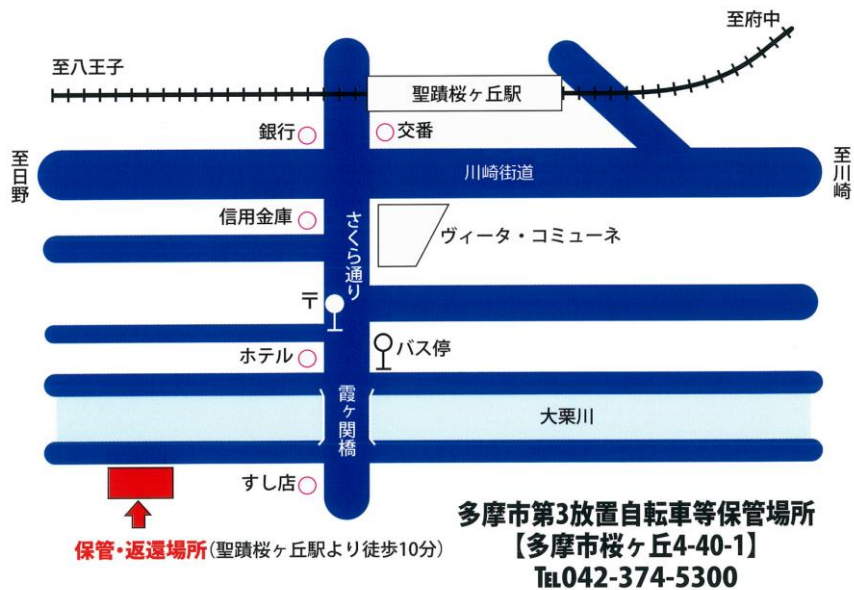 至府中
至八王子
聖蹟桜ヶ丘駅
銀行
交番
至日野
川崎街道
至川崎
信用金庫
さくら通り
ヴィータ・コミューネ
〒
ホテル
バス停
霞ヶ関橋
大栗川
すし店
保管・返還場所(聖蹟桜ヶ丘駅より徒歩10分)
多摩市第3放置自転車等保管場所
【多摩市桜ヶ丘4-40-1】
TEL042-374-5300